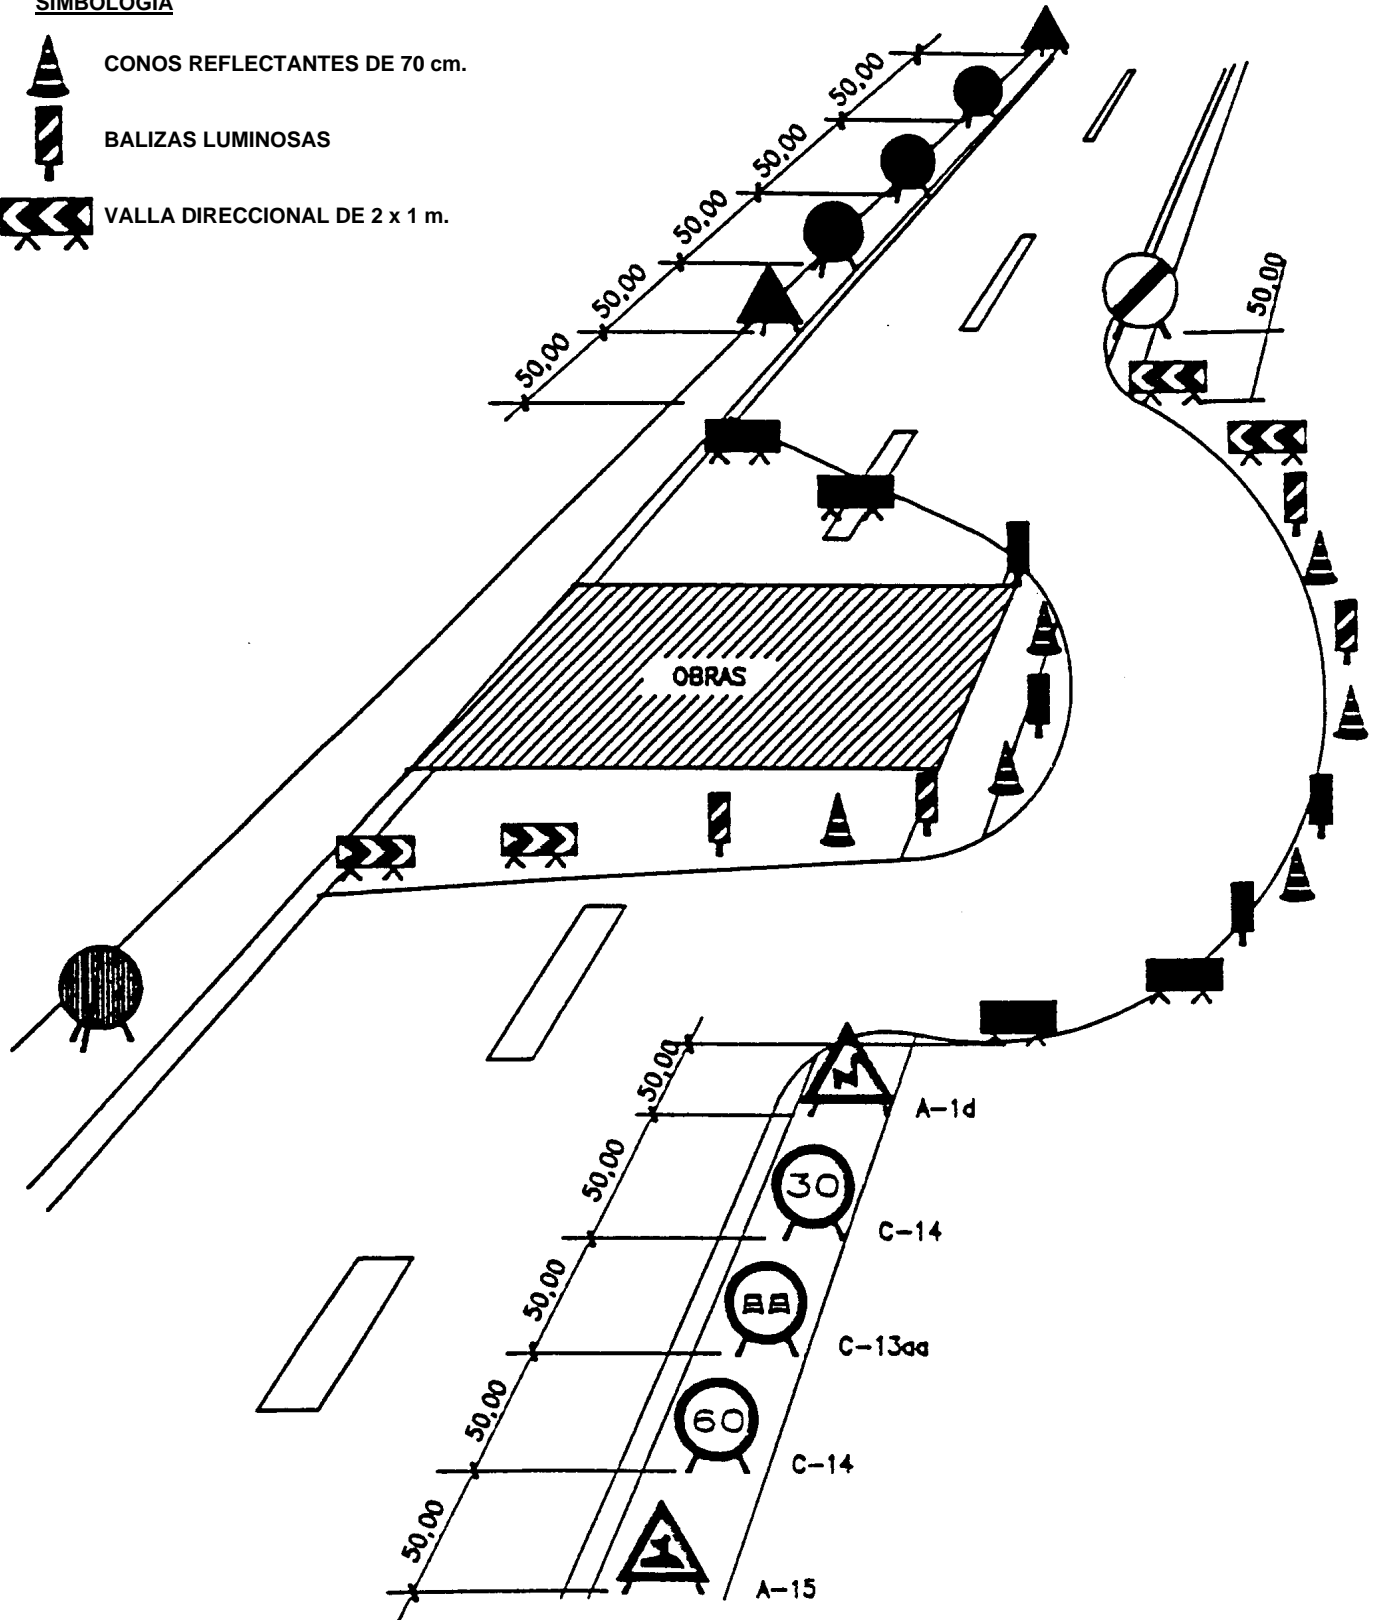 SIMBOLOGIA
CONOS REFLECTANTES DE 70 cm.
BALIZAS LUMINOSAS
VALLA DIRECCIONAL DE 2 x 1 m.
50,00
50,00
50,00
50,00
50,00
50,00
OBRAS
50,00
A-1d
50,00
30
C-14
50,00
C-13aa
50,00
60
C-14
50,00
A-15